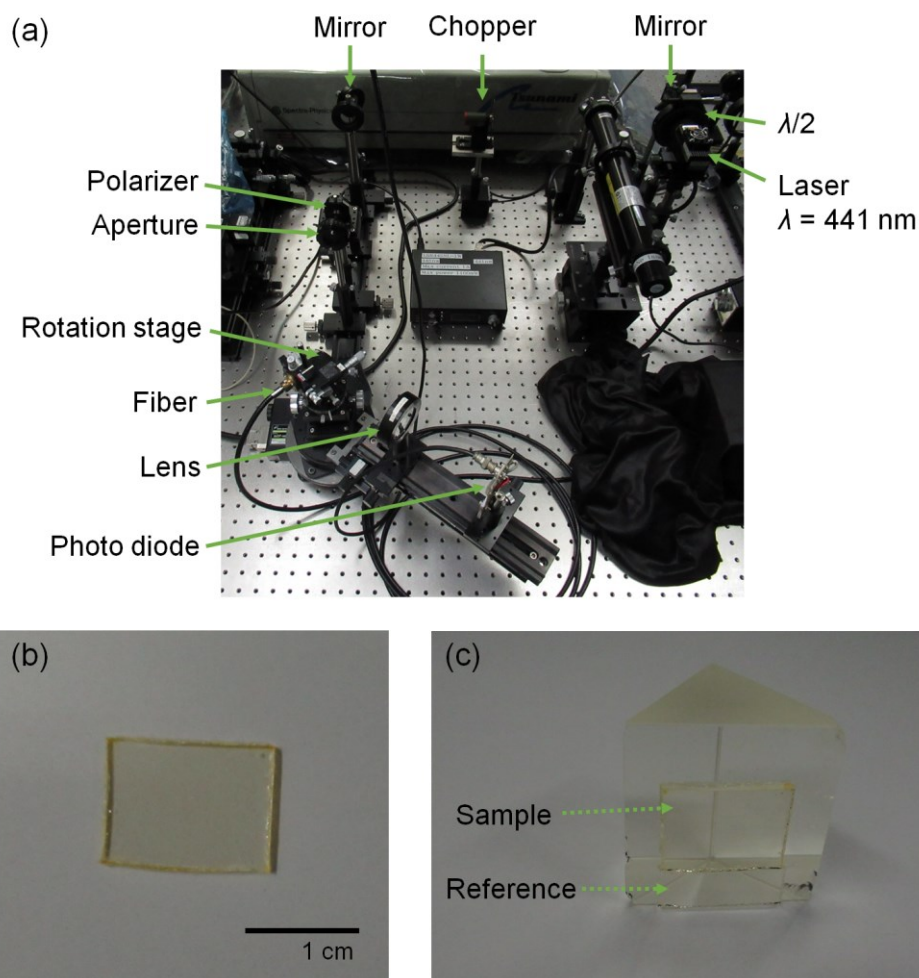 (a)
Mirror
Chopper
Mirror
Tsunami
λ/2
Laser
λ = 441 nm
Polarizer
Aperture
Rotation stage
Fiber
Lens
Photo diode
(b)
1 cm
(c)
Sample
Reference